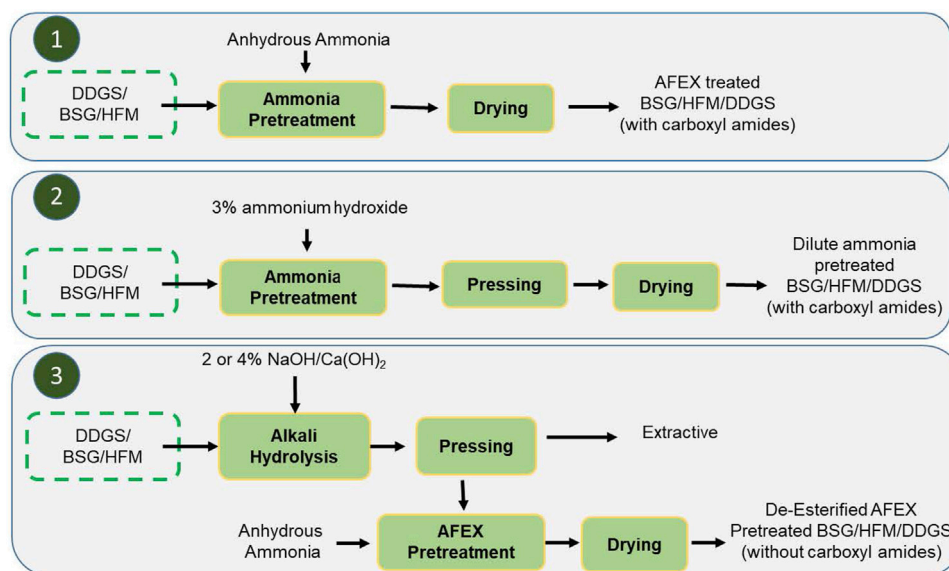 1
Anhydrous Ammonia
DDGS/
BSG/HFM
Ammonia
Pretreatment
Drying
AFEX treated
BSG/HFM/DDGS
(with carboxyl amides)
2
3% ammonium hydroxide
DDGS/
BSG/HFM
Ammonia
Pretreatment
Pressing
Drying
Dilute ammonia
pretreated
BSG/HFM/DDGS
(with carboxyl amides)
3
2 or 4% NaOH/Ca(OH)₂
DDGS/
BSG/HFM
Alkali
Hydrolysis
Pressing
Extractive
Anhydrous
Ammonia
AFEX
Pretreatment
Drying
De-Esterified AFEX
Pretreated BSG/HFM/DDGS
(without carboxyl amides)